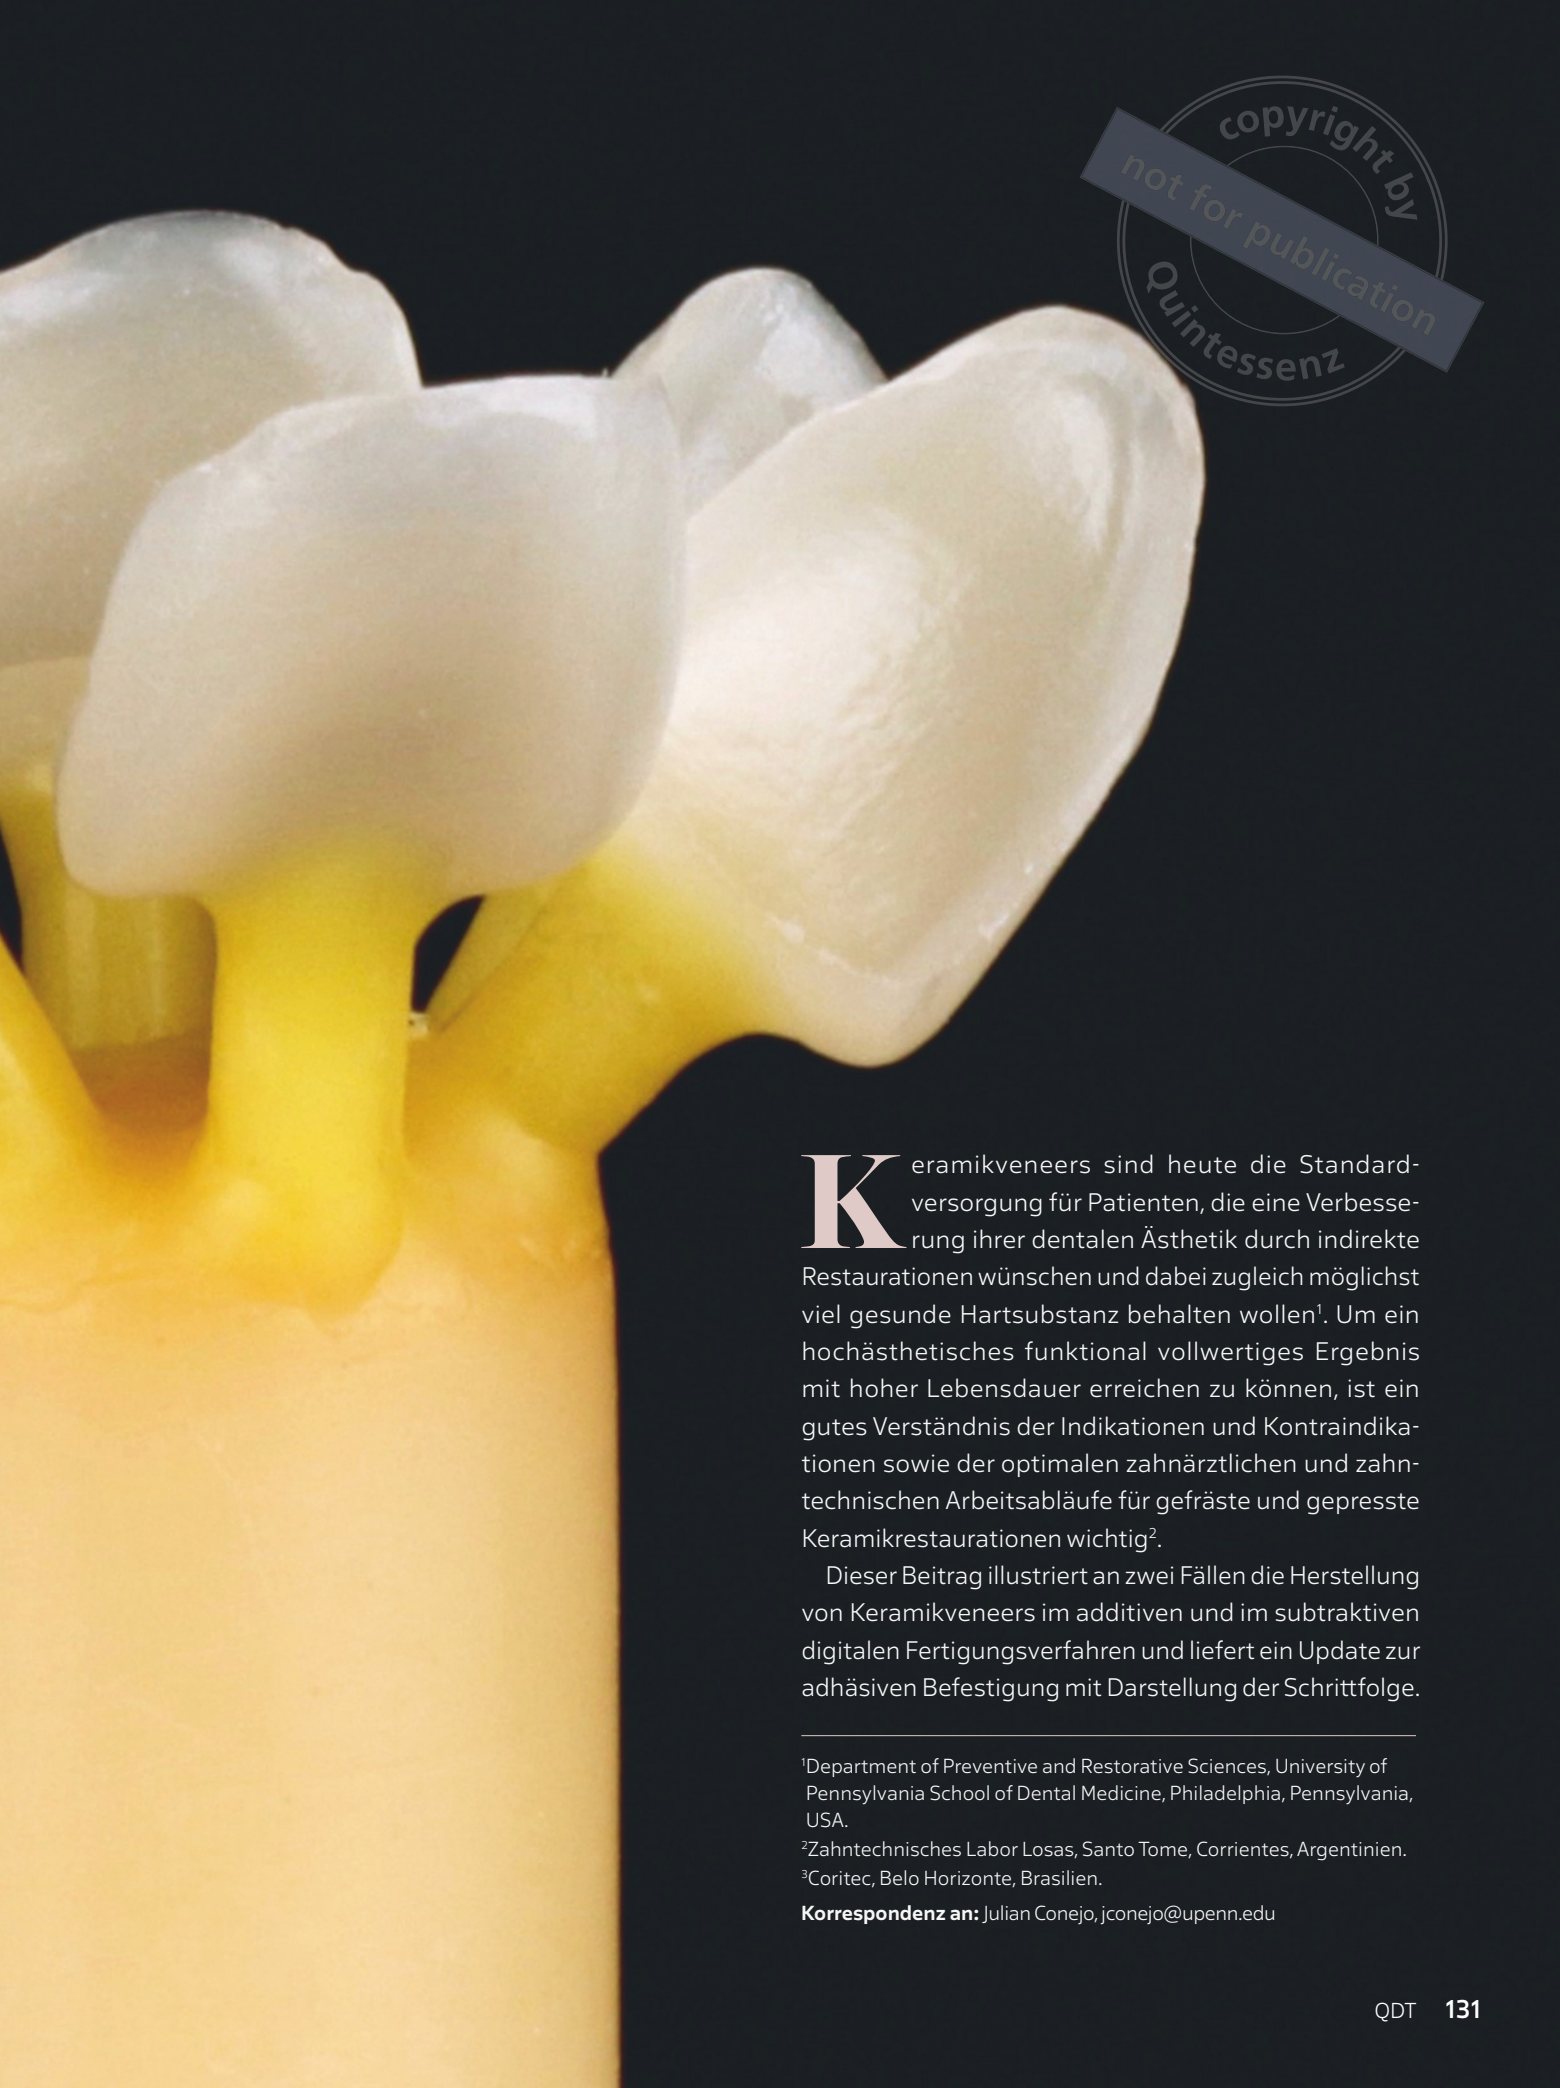 copyright by
not for publication
Quintessenz
Keramikveneers sind heute die Standard-
versorgung für Patienten, die eine Verbesse-
rung ihrer dentalen Ästhetik durch indirekte
Restaurationen wünschen und dabei zugleich möglichst
viel gesunde Hartsubstanz behalten wollen¹. Um ein
hochästhetisches funktional vollwertiges Ergebnis
mit hoher Lebensdauer erreichen zu können, ist ein
gutes Verständnis der Indikationen und Kontraindika-
tionen sowie der optimalen zahnärztlichen und zahn-
technischen Arbeitsabläufe für gefräste und gepresste
Keramikrestaurationen wichtig².
Dieser Beitrag illustriert an zwei Fällen die Herstellung
von Keramikveneers im additiven und im subtraktiven
digitalen Fertigungsverfahren und liefert ein Update zur
adhäsiven Befestigung mit Darstellung der Schrittfolge.
¹Department of Preventive and Restorative Sciences, University of
Pennsylvania School of Dental Medicine, Philadelphia, Pennsylvania,
USA.
²Zahntechnisches Labor Losas, Santo Tome, Corrientes, Argentinien.
³Coritec, Belo Horizonte, Brasilien.
Korrespondenz an: Julian Conejo, jconejo@upenn.edu
QDT 131